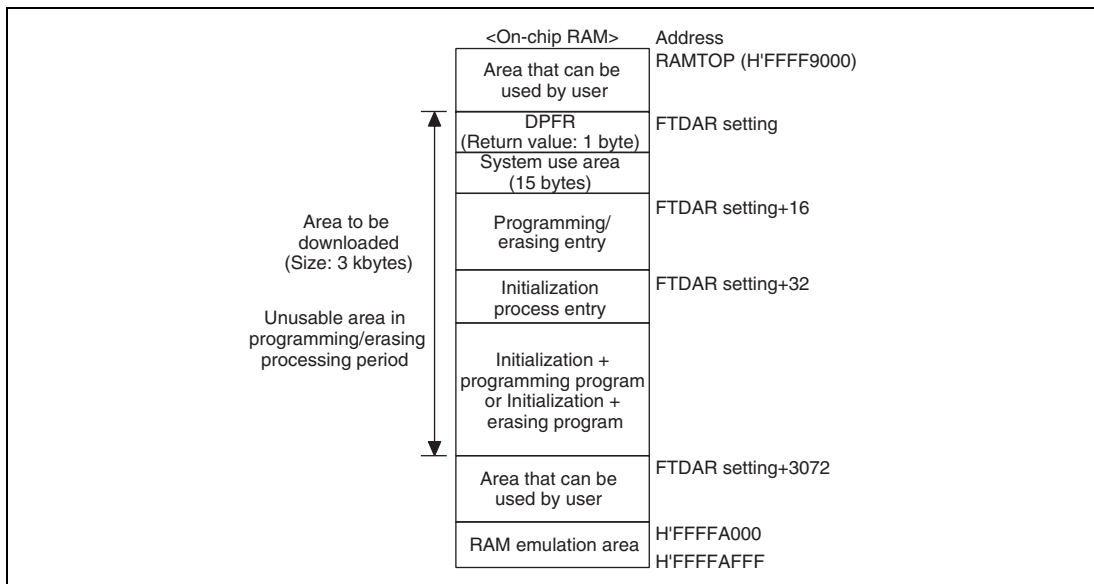 <On-chip RAM>
Address
RAMTOP (H'FFFF9000)
Area that can be
used by user
DPFR
(Return value: 1 byte)
FTDAR setting
System use area
(15 bytes)
Programming/
erasing entry
FTDAR setting+16
Area to be
downloaded
(Size: 3 kbytes)
Initialization
process entry
FTDAR setting+32
Unusable area in
programming/erasing
processing period
Initialization +
programming program
or Initialization +
erasing program
Area that can be
used by user
FTDAR setting+3072
RAM emulation area
H'FFFFA000
H'FFFFAFFF